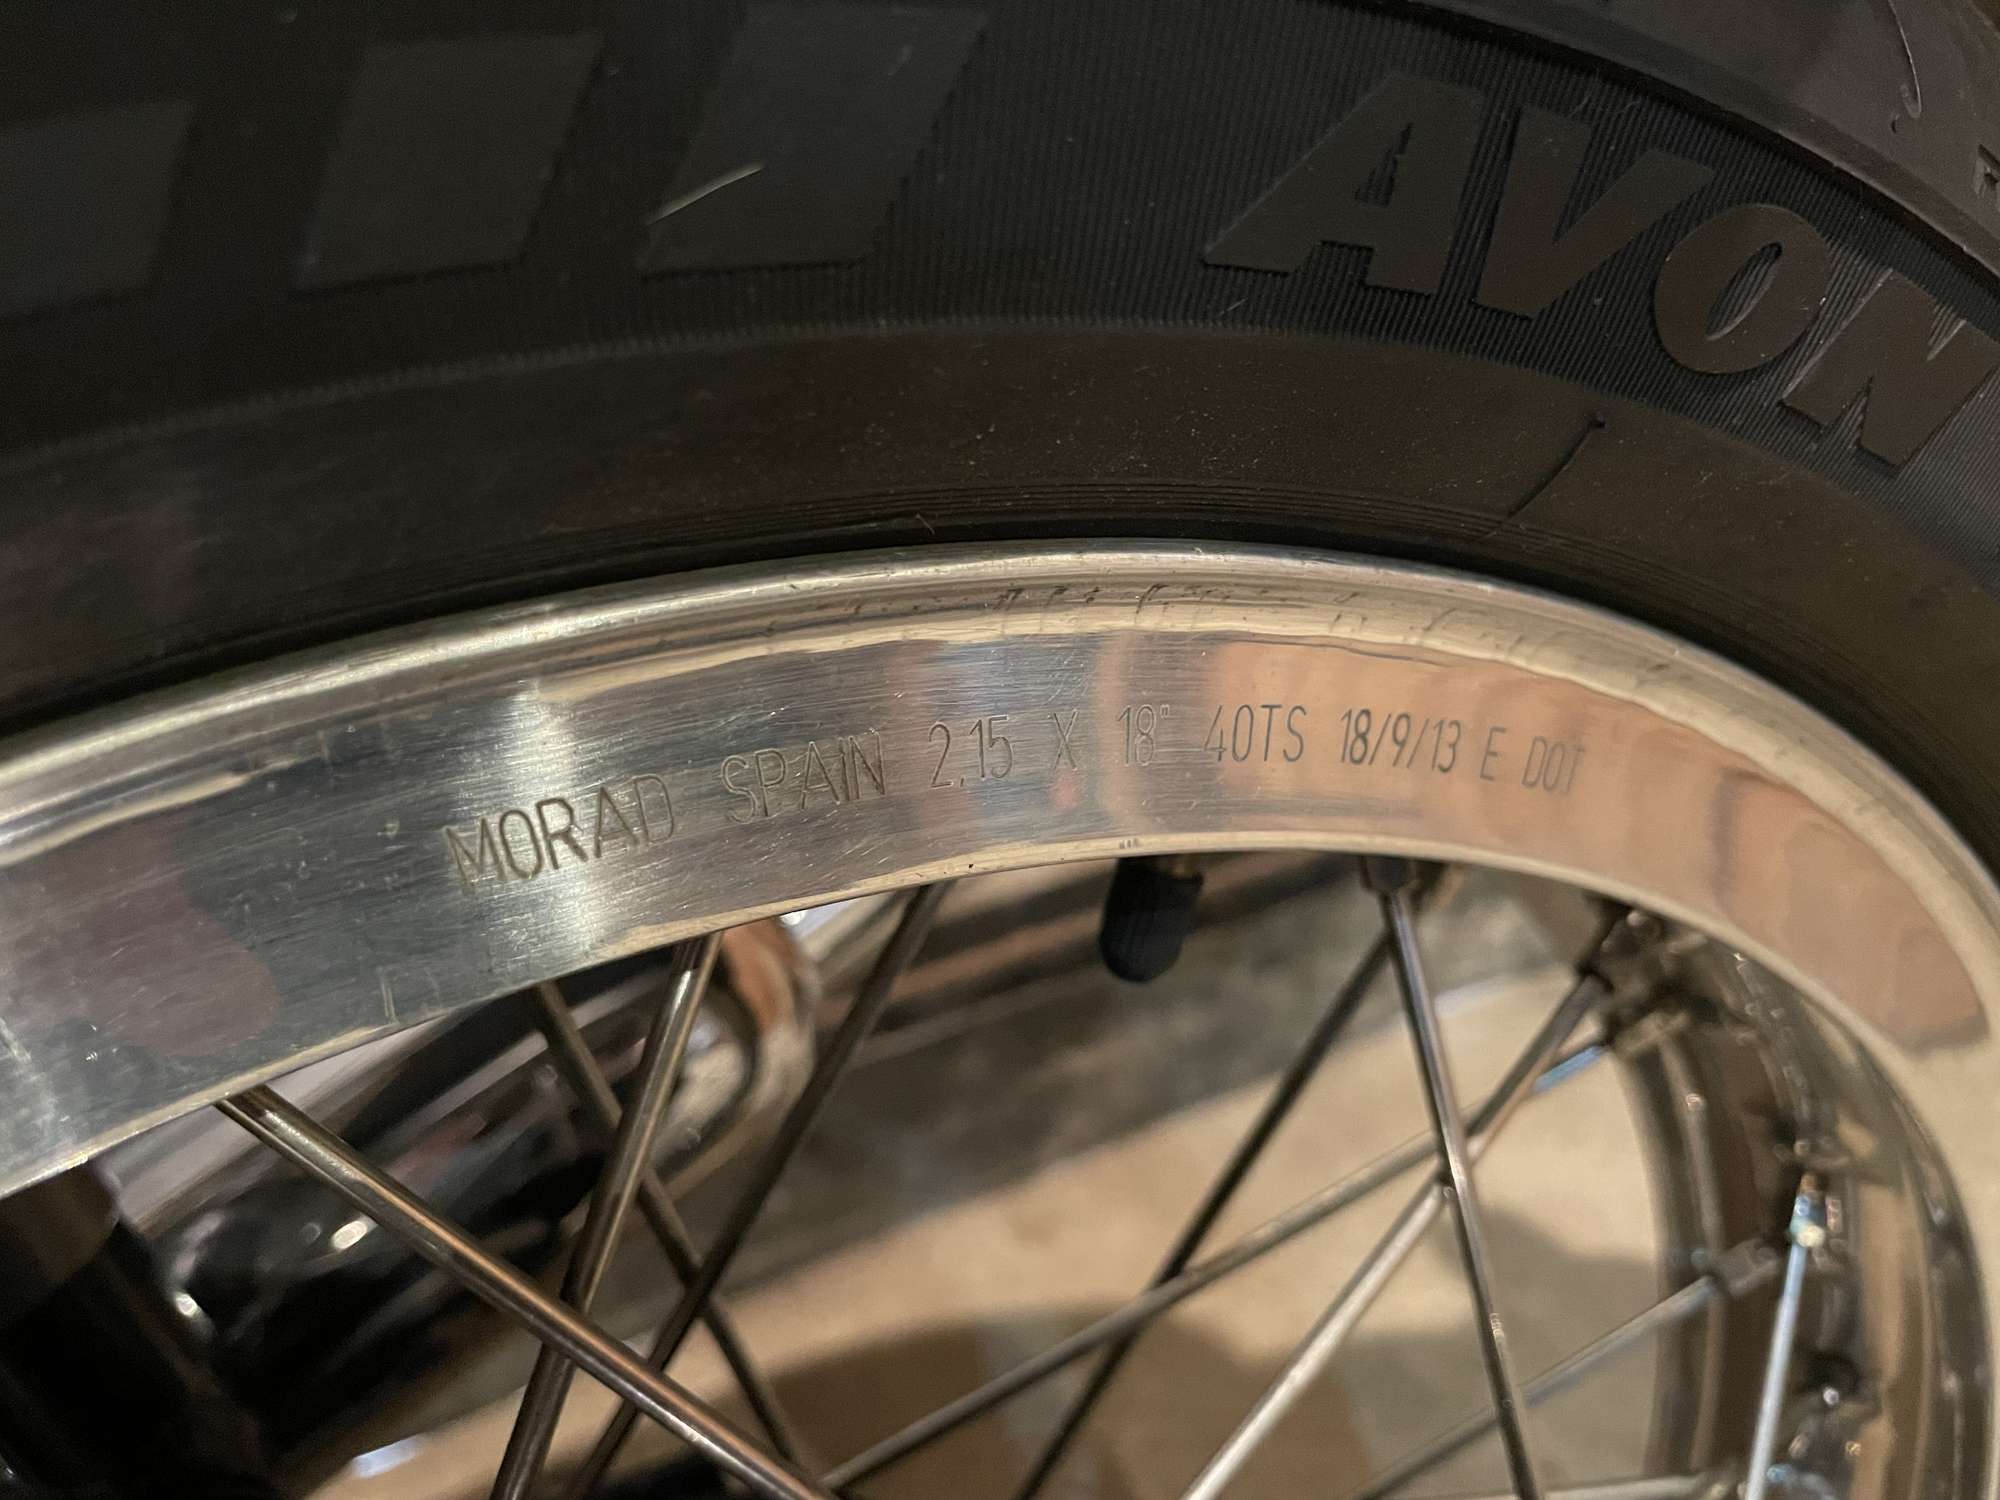 AVON
MORAD SPAIN 2.15 X 18" 40TS 18/9/13 E DOT